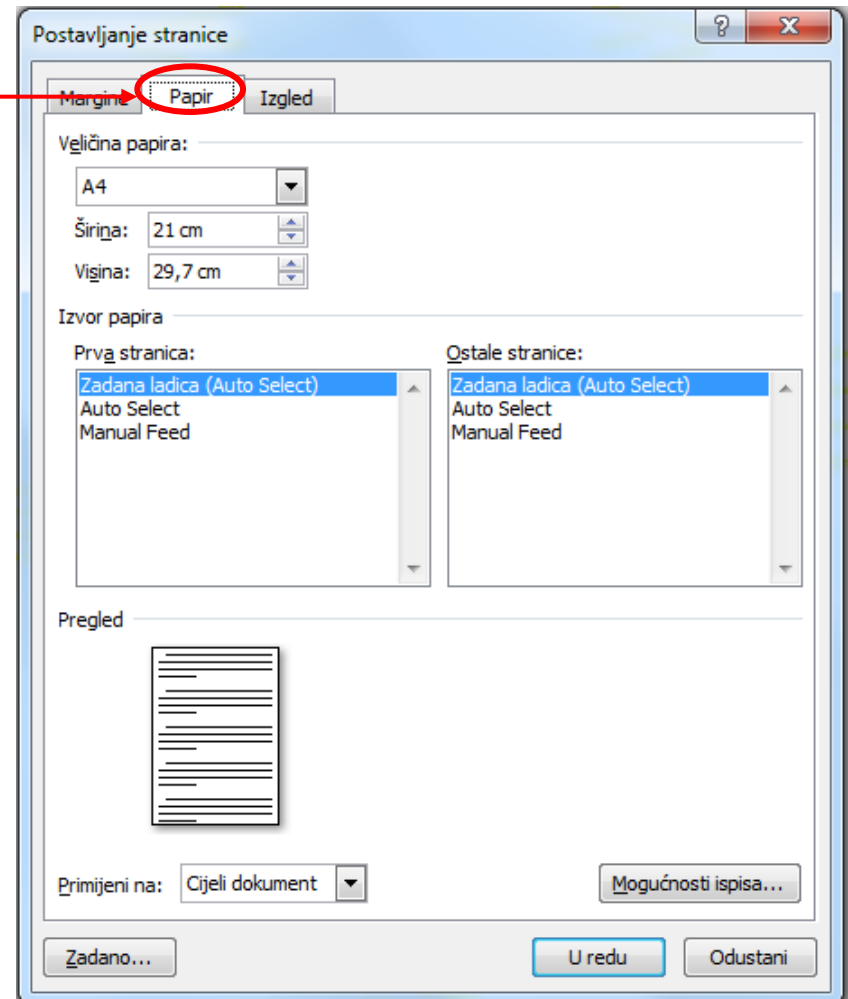 Postavljanje stranice
Margine Papir Izgled
Veličina papira:
A4
Širina: 21 cm
Visina: 29,7 cm
Izvor papira
Prva stranica: Ostale stranice:
Zadana ladica (Auto Select) Zadana ladica (Auto Select)
Auto Select Auto Select
Manual Feed Manual Feed
Pregled
Primijeni na: Cijeli dokument Mogućnosti ispisa...
Zadano... U redu Odustani